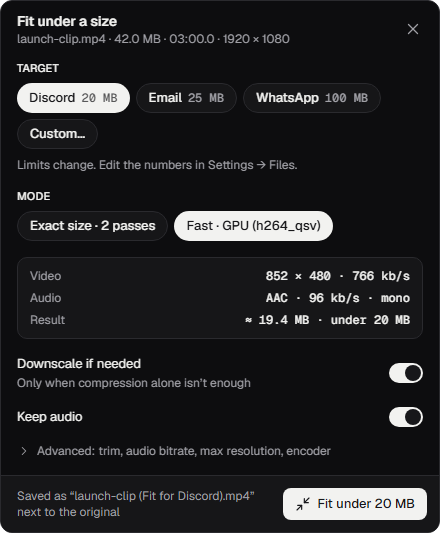 Fit under a size
launch-clip.mp4 · 42.0 MB · 03:00.0 · 1920 × 1080
TARGET
Discord 20 MB
Email 25 MB
WhatsApp 100 MB
Custom...
Limits change. Edit the numbers in Settings → Files.
MODE
Exact size · 2 passes
Fast · GPU (h264_qsv)
Video 852 × 480 · 766 kb/s
Audio AAC · 96 kb/s · mono
Result ≈ 19.4 MB · under 20 MB
Downscale if needed
Only when compression alone isn’t enough
Keep audio
Advanced: trim, audio bitrate, max resolution, encoder
Saved as “launch-clip (Fit for Discord).mp4”
next to the original
Fit under 20 MB